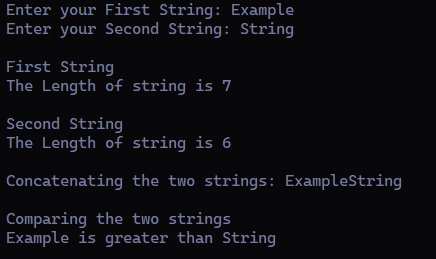 Enter your First String: Example
Enter your Second String: String
First String
The Length of string is 7
Second String
The Length of string is 6
Concatenating the two strings: ExampleString
Comparing the two strings
Example is greater than String